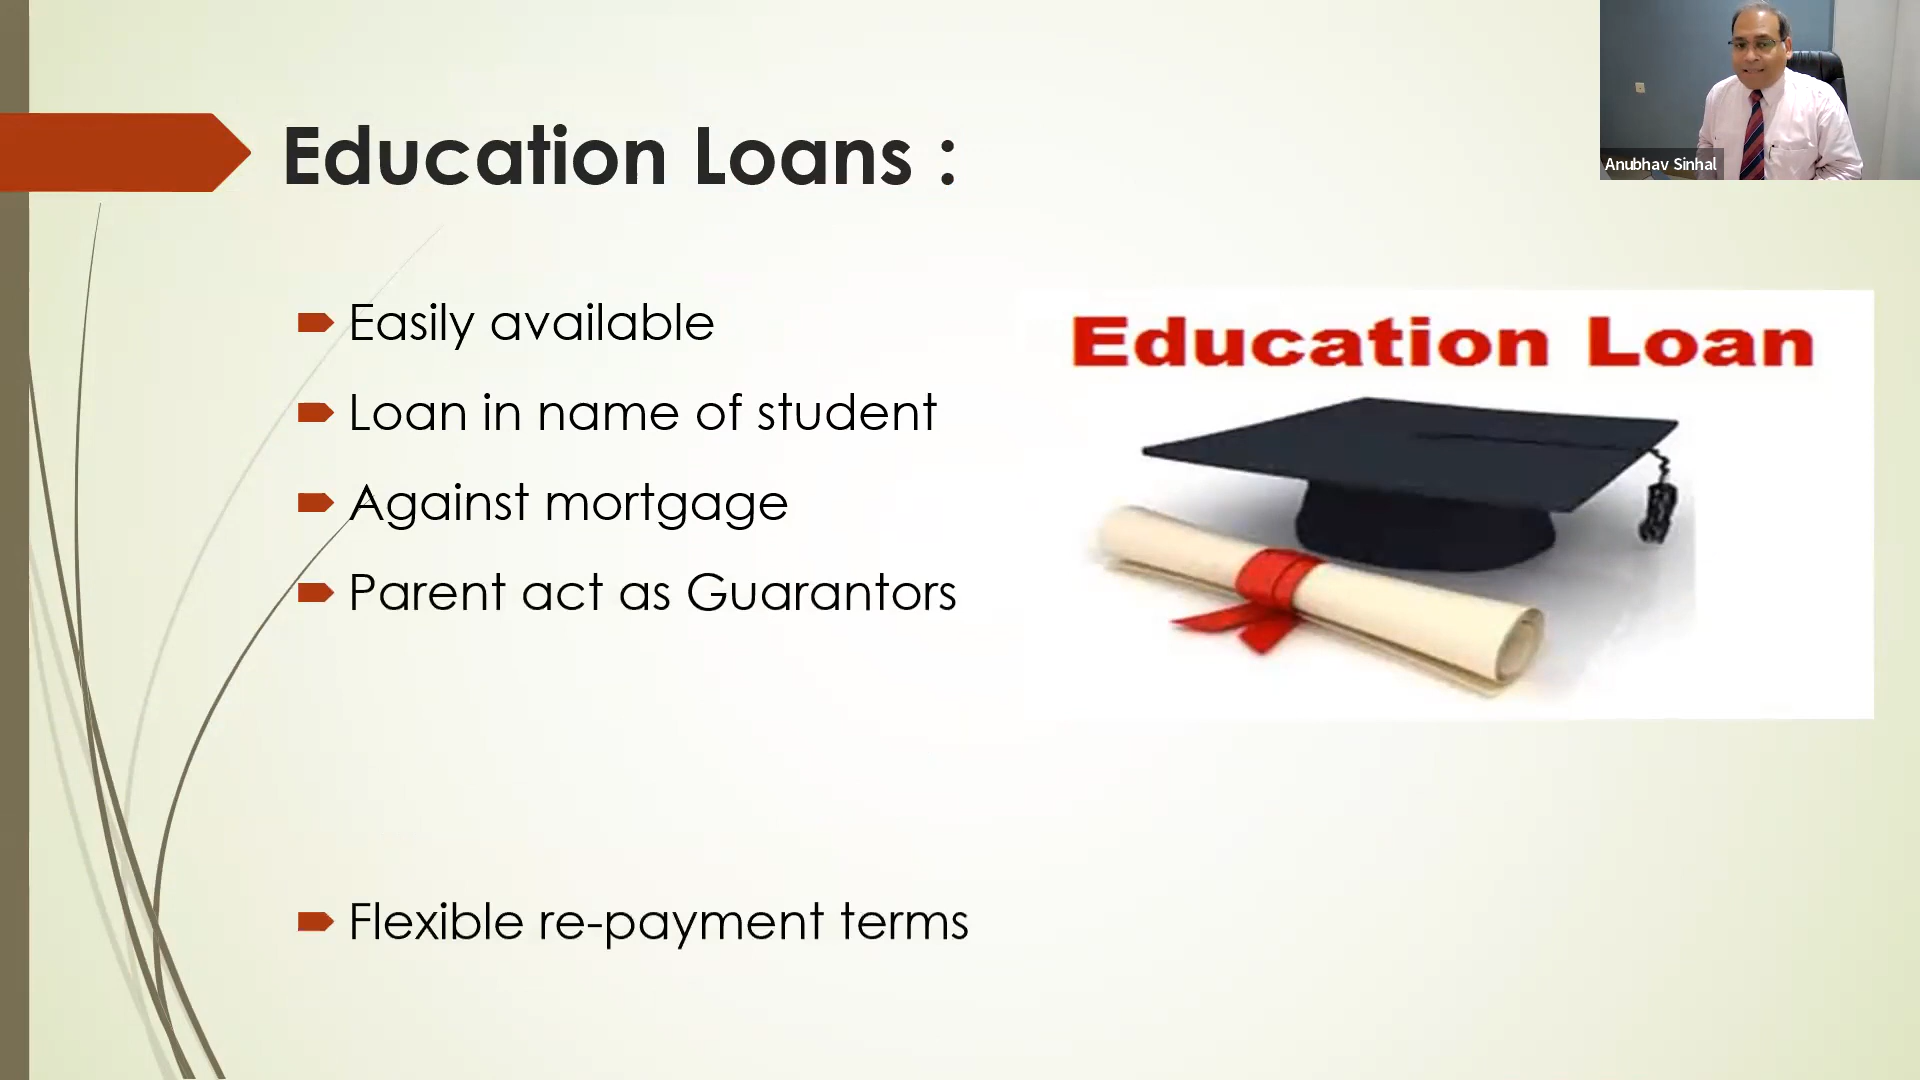 Education Loans :
Easily available
Loan in name of student
Against mortgage
Parent act as Guarantors
Flexible re-payment terms
Education Loan
Anubhav Sinhal